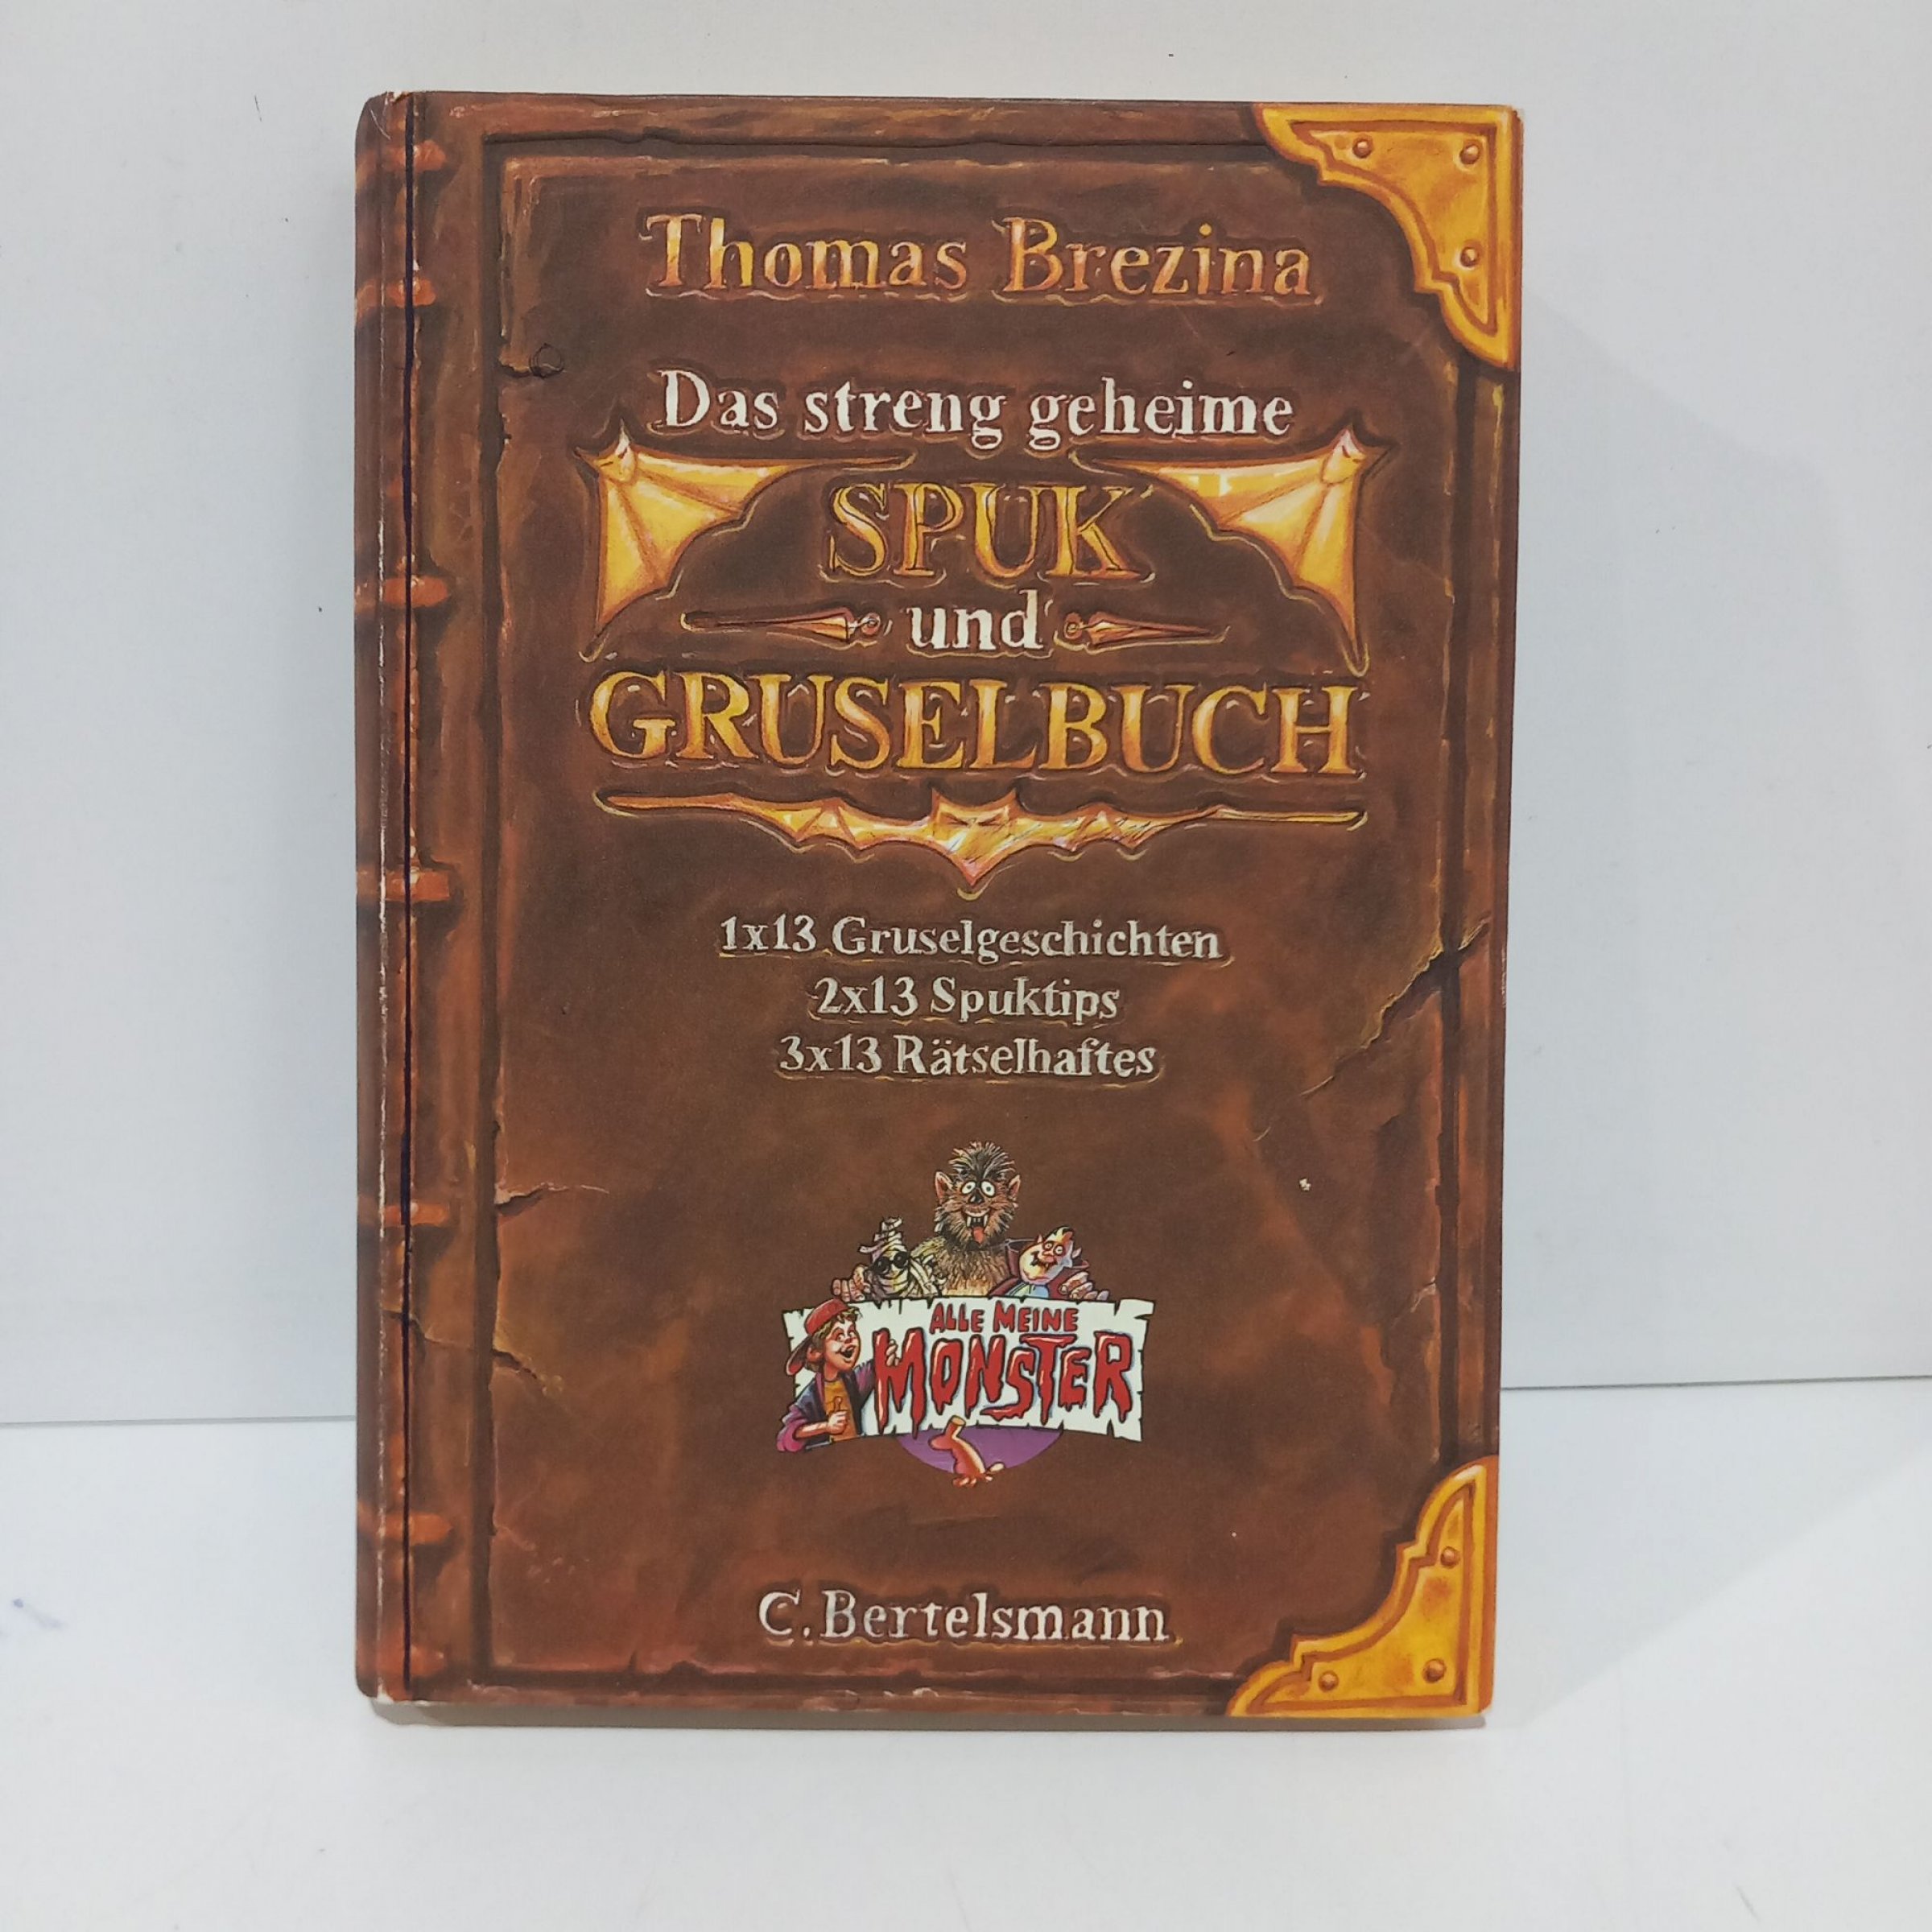 Thomas Brezina
Das streng geheime
SPUK
und
GRUSELBUCH
1x13 Gruselgeschichten
2x13 Spuktips
3x13 Rätselhaftes
ALLE MEINE
MONSTER
C. Bertelsmann